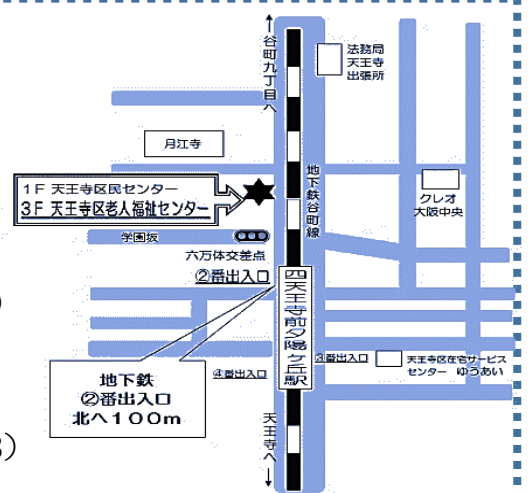 谷町九丁目へ
法務局
天王寺
出張所
月江寺
地下鉄谷町線
1F 天王寺区民センター
3F 天王寺区老人福祉センター
クレオ
大阪中央
学園坂
六万体交差点
②番出入口
四天王寺前夕陽ヶ丘駅
地下鉄
②番出入口
北へ100m
④番出入口
③番出入口
天王寺区在宅サービス
センター ゆうあい
天王寺へ
)
3)